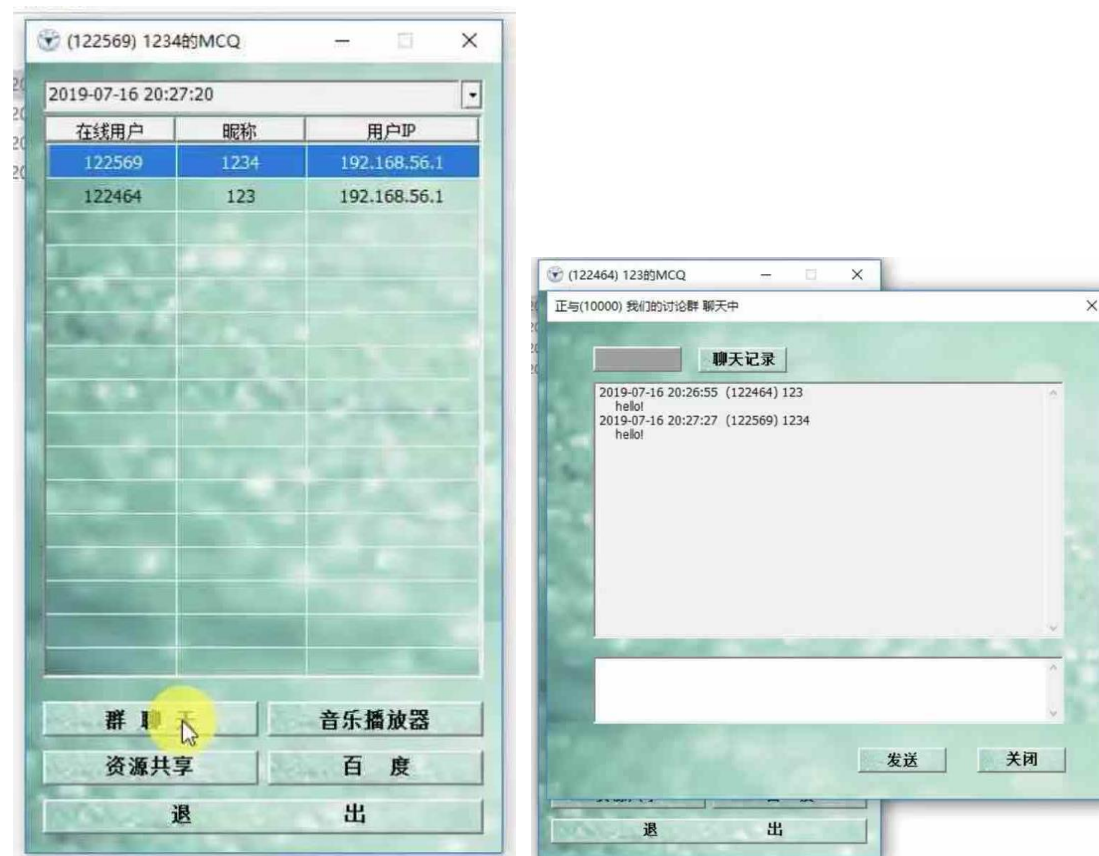 (122569) 1234的MCQ
2019-07-16 20:27:20
在线用户 昵称 用户IP
122569 1234 192.168.56.1
122464 123 192.168.56.1
群 聊 天 音乐播放器
资源共享 百 度
退 出
(122464) 123的MCQ
正与(10000) 我们的讨论群 聊天中
聊天记录
2019-07-16 20:26:55 (122464) 123
hello!
2019-07-16 20:27:27 (122569) 1234
hello!
发送 关闭
退 出